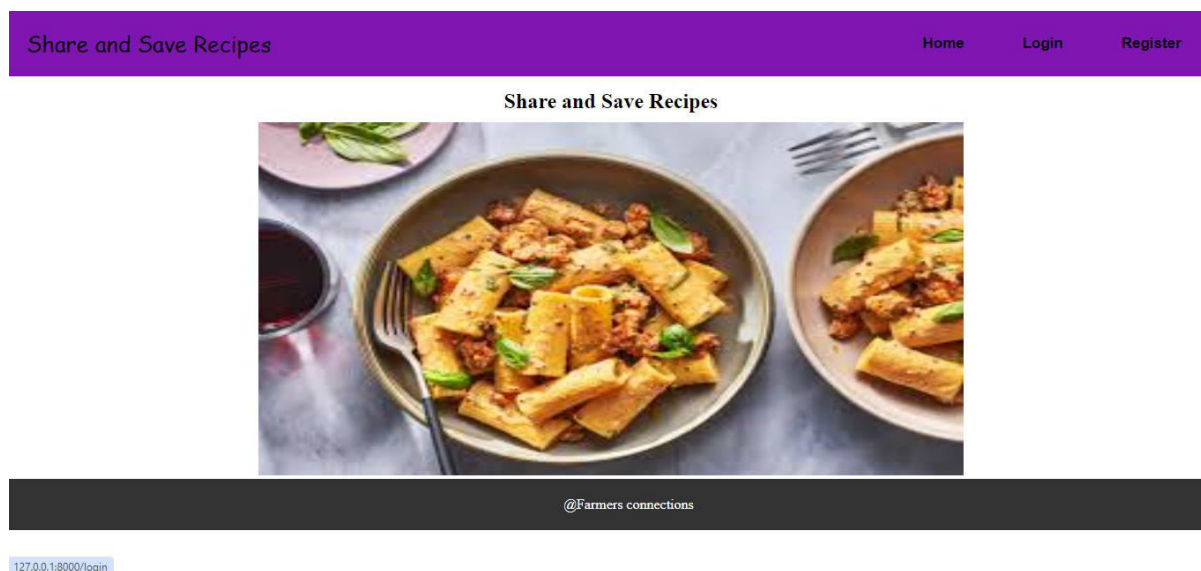 Share and Save Recipes
Home Login Register
Share and Save Recipes
@Farmers connections
127.0.0.1:8000/login